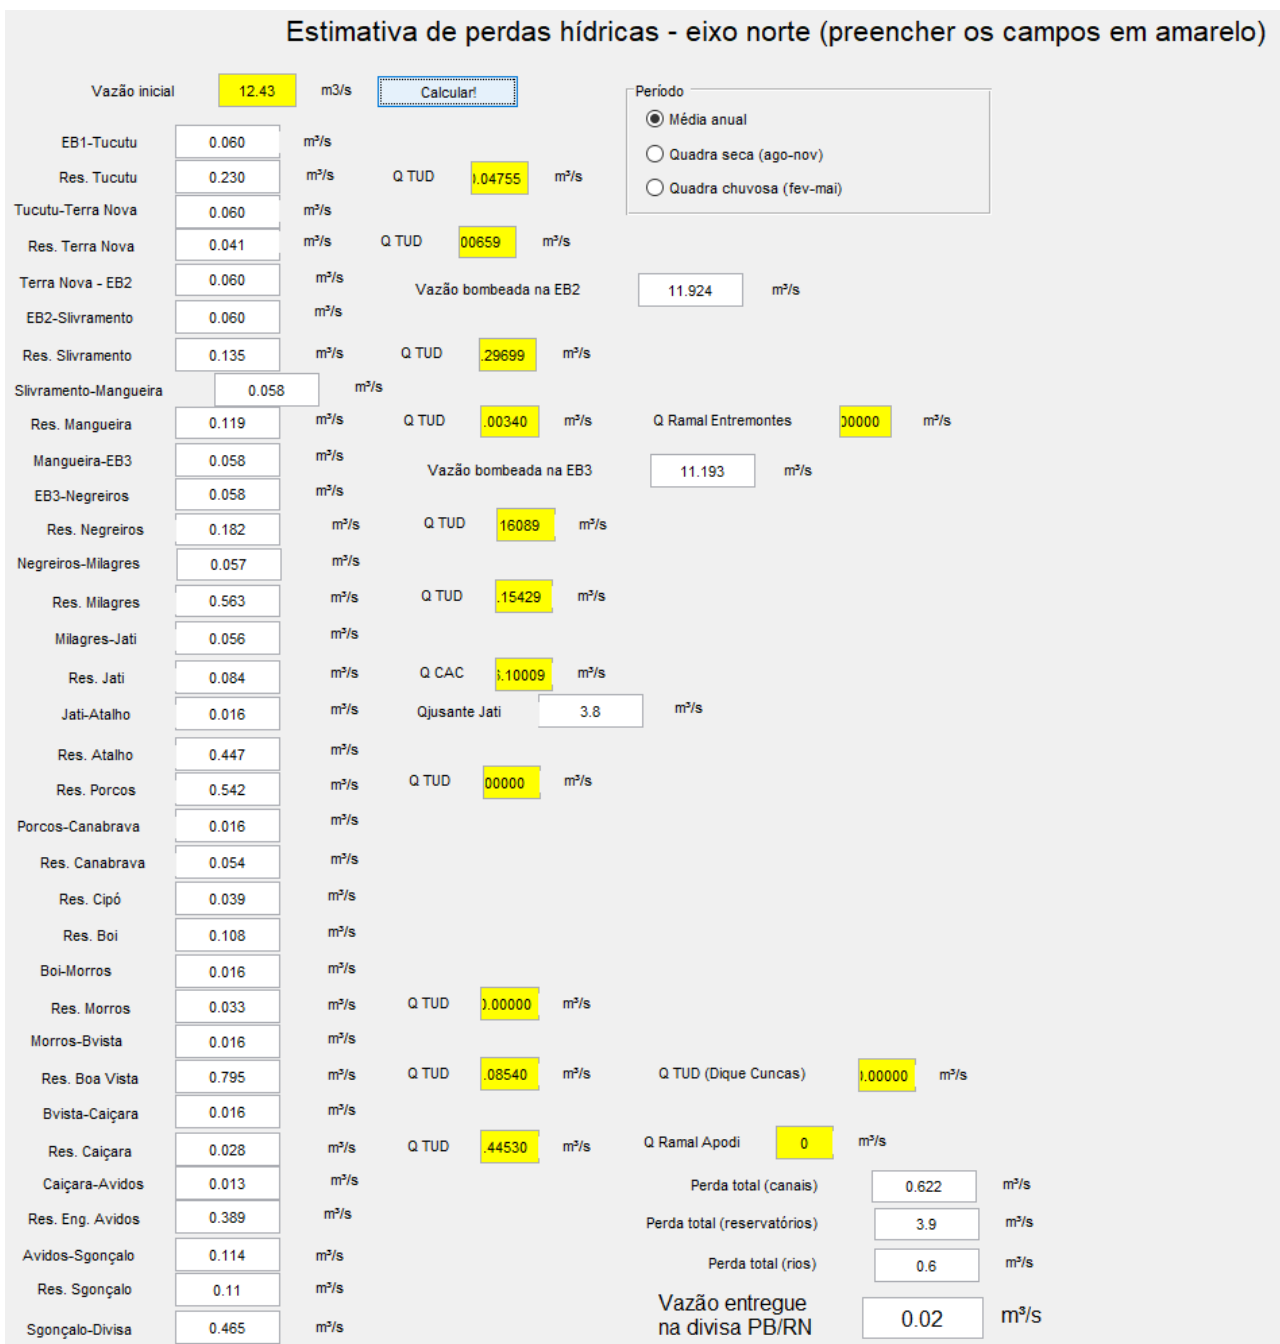 Estimativa de perdas hídricas - eixo norte (preencher os campos em amarelo)
Vazão inicial 12.43 m3/s Calcular!
Período
Média anual
Quadra seca (ago-nov)
Quadra chuvosa (fev-mai)
EB1-Tucutu 0.060 m³/s
Res. Tucutu 0.230 m³/s Q TUD .04755 m³/s
Tucutu-Terra Nova 0.060 m³/s
Res. Terra Nova 0.041 m³/s Q TUD 00659 m³/s
Terra Nova - EB2 0.060 m³/s
Vazão bombeada na EB2 11.924 m³/s
EB2-Slivramento 0.060 m³/s
Res. Slivramento 0.135 m³/s Q TUD .29699 m³/s
Slivramento-Mangueira 0.058 m³/s
Res. Mangueira 0.119 m³/s Q TUD .00340 m³/s Q Ramal Entremontes 00000 m³/s
Mangueira-EB3 0.058 m³/s
Vazão bombeada na EB3 11.193 m³/s
EB3-Negreiros 0.058 m³/s
Res. Negreiros 0.182 m³/s Q TUD 16089 m³/s
Negreiros-Milagres 0.057 m³/s
Res. Milagres 0.563 m³/s Q TUD .15429 m³/s
Milagres-Jati 0.056 m³/s
Res. Jati 0.084 m³/s Q CAC .10009 m³/s
Jati-Atalho 0.016 m³/s Qjusante Jati 3.8 m³/s
Res. Atalho 0.447 m³/s
Res. Porcos 0.542 m³/s Q TUD 00000 m³/s
Porcos-Canabrava 0.016 m³/s
Res. Canabrava 0.054 m³/s
Res. Cipó 0.039 m³/s
Res. Boi 0.108 m³/s
Boi-Morros 0.016 m³/s
Res. Morros 0.033 m³/s Q TUD 0.00000 m³/s
Morros-Bvista 0.016 m³/s
Res. Boa Vista 0.795 m³/s Q TUD .08540 m³/s Q TUD (Dique Cuncas) 0.00000 m³/s
Bvista-Caiçara 0.016 m³/s
Res. Caiçara 0.028 m³/s Q TUD .44530 m³/s Q Ramal Apodi 0 m³/s
Caiçara-Avidos 0.013 m³/s Perda total (canais) 0.622 m³/s
Res. Eng. Avidos 0.389 m³/s Perda total (reservatórios) 3.9 m³/s
Avidos-Sgonçalo 0.114 m³/s Perda total (rios) 0.6 m³/s
Res. Sgonçalo 0.11 m³/s
Vazão entregue
na divisa PB/RN 0.02 m³/s
Sgonçalo-Divisa 0.465 m³/s